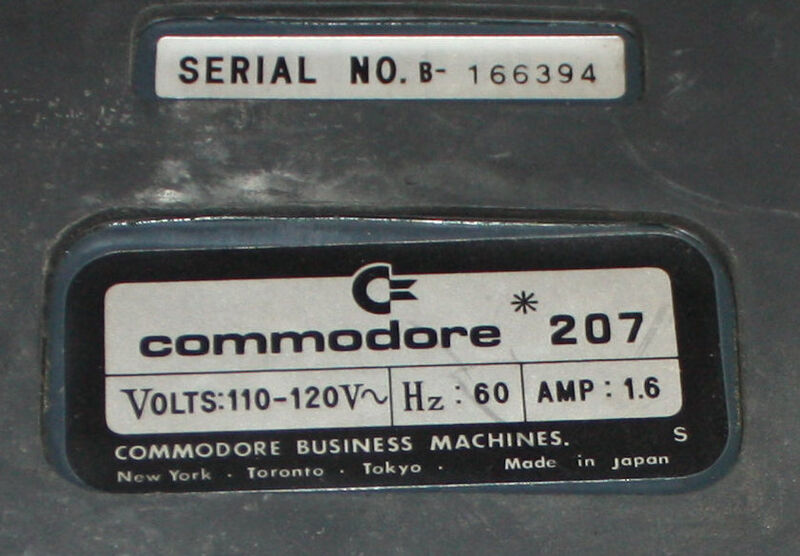 SERIAL NO. B- 166394
commodore * 207
VOLTS:110-120V~ Hz : 60 AMP : 1.6
COMMODORE BUSINESS MACHINES. S
New York · Toronto · Tokyo · Made in Japan